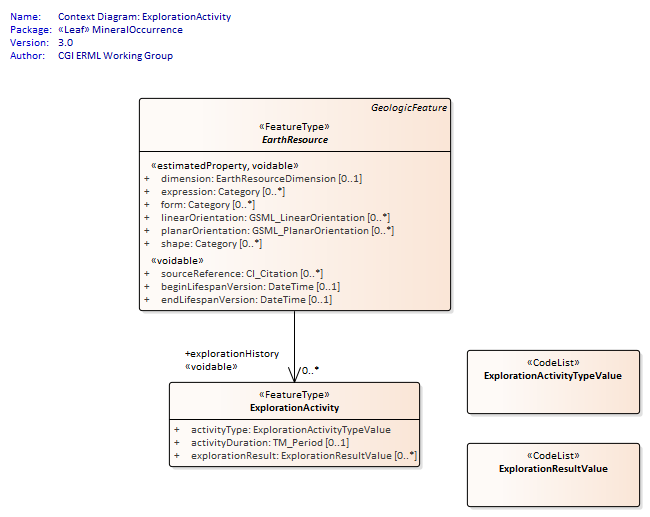 Name: Context Diagram: ExplorationActivity
Package: «Leaf» MineralOccurrence
Version: 3.0
Author: CGI ERML Working Group
GeologicFeature
«FeatureType»
EarthResource
«estimatedProperty, voidable»
+ dimension: EarthResourceDimension [0..1]
+ expression: Category [0..*]
+ form: Category [0..*]
+ linearOrientation: GSML_LinearOrientation [0..*]
+ planarOrientation: GSML_PlanarOrientation [0..*]
+ shape: Category [0..*]
«voidable»
+ sourceReference: CI_Citation [0..*]
+ beginLifespanVersion: DateTime [0..1]
+ endLifespanVersion: DateTime [0..1]
+explorationHistory
«voidable»
0..*
«FeatureType»
ExplorationActivity
+ activityType: ExplorationActivityTypeValue
+ activityDuration: TM_Period [0..1]
+ explorationResult: ExplorationResultValue [0..*]
«CodeList»
ExplorationActivityTypeValue
«CodeList»
ExplorationResultValue